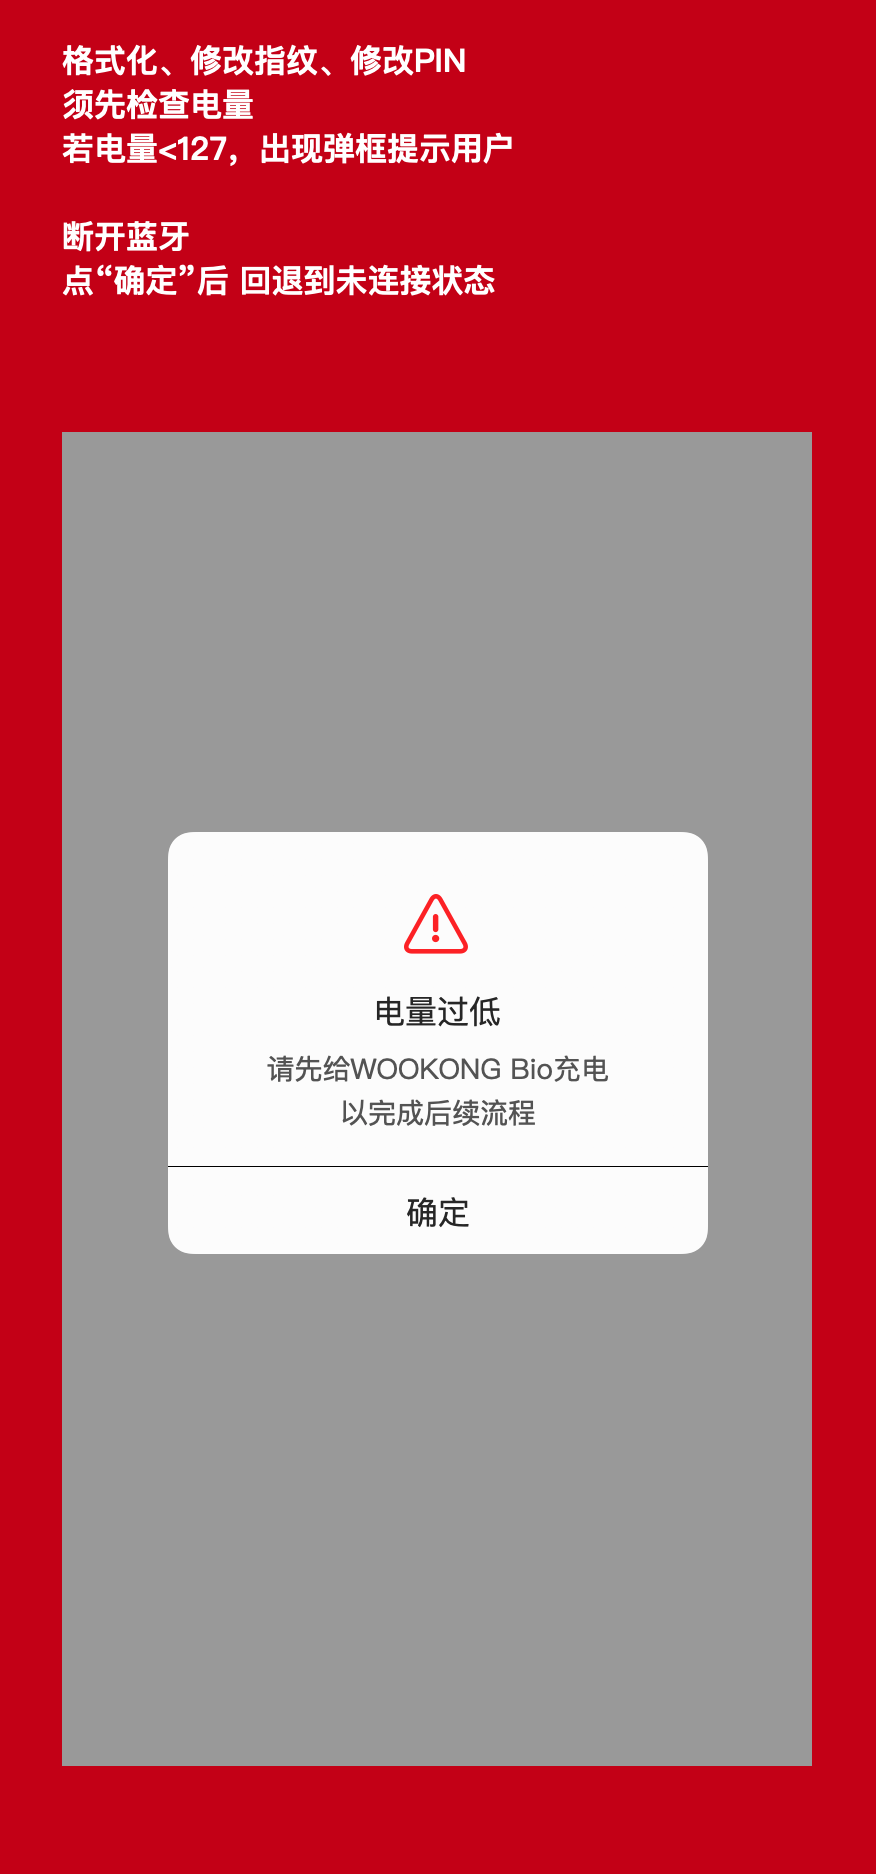 格式化、修改指纹、修改PIN
须先检查电量
若电量<127，出现弹框提示用户
断开蓝牙
点“确定”后 回退到未连接状态
电量过低
请先给WOOKONG Bio充电
以完成后续流程
确定